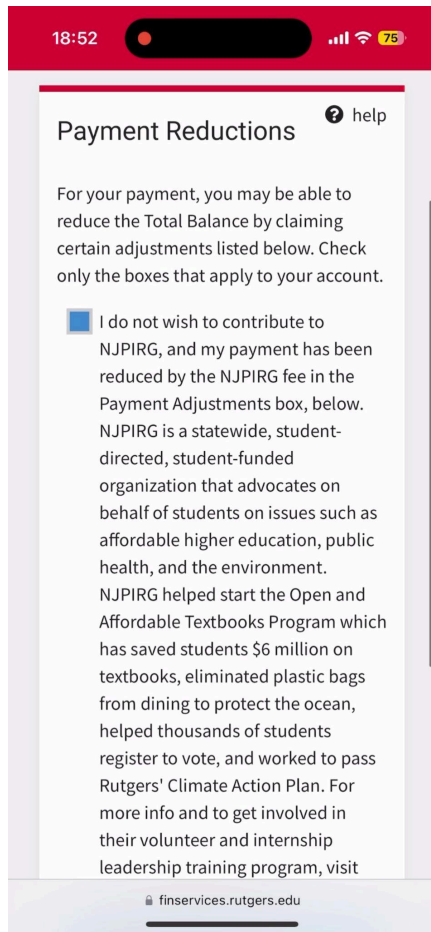 18:52
75
help
Payment Reductions
For your payment, you may be able to
reduce the Total Balance by claiming
certain adjustments listed below. Check
only the boxes that apply to your account.
I do not wish to contribute to
NJPIRG, and my payment has been
reduced by the NJPIRG fee in the
Payment Adjustments box, below.
NJPIRG is a statewide, student-
directed, student-funded
organization that advocates on
behalf of students on issues such as
affordable higher education, public
health, and the environment.
NJPIRG helped start the Open and
Affordable Textbooks Program which
has saved students $6 million on
textbooks, eliminated plastic bags
from dining to protect the ocean,
helped thousands of students
register to vote, and worked to pass
Rutgers' Climate Action Plan. For
more info and to get involved in
their volunteer and internship
leadership training program, visit
finservices.rutgers.edu